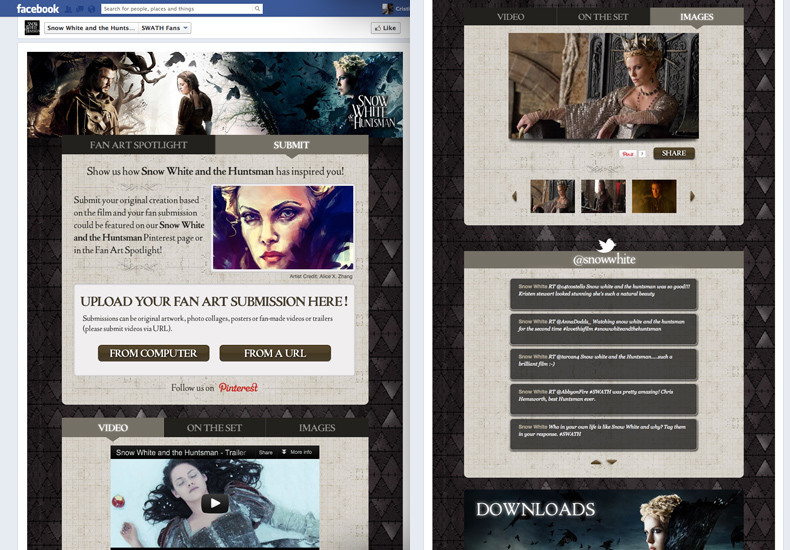 facebook
Search for people, places and things
Snow White and the Hunts...
SWATH Fans
Like
SNOW WHITE & THE HUNTSMAN
FAN ART SPOTLIGHT
SUBMIT
Show us how Snow White and the Huntsman has inspired you!
Submit your original creation based
on the film and your fan submission
could be featured on our Snow White
and the Huntsman Pinterest page or
in the Fan Art Spotlight!
Artist Credit: Alice X. Zhang
UPLOAD YOUR FAN ART SUBMISSION HERE!
Submissions can be original artwork, photo collages, posters or fan-made videos or trailers
(please submit videos via URL).
FROM COMPUTER
FROM A URL
Follow us on Pinterest
VIDEO
ON THE SET
IMAGES
Snow White and the Huntsman - Trailer
Share
More info
VIDEO
ON THE SET
IMAGES
Pin it
SHARE
@snowwhite
Snow White RT @c4tcostello Snow white and the huntsman was so good!!!
Kristen stewart looked stunning she's such a natural beauty
Snow White RT @AnnaDodds_ Watching snow white and the huntsman
for the second time #lovethisfilm #snowwhiteandthehuntsman
Snow White RT @tarcan4 Snow white and the Huntsman.....such a
brilliant film :-)
Snow White RT @AbbyonFire #SWATH was pretty amazing! Chris
Hemsworth, best Huntsman ever.
Snow White Who in your own life is like Snow White and why? Tag them
in your response. #SWATH
DOWNLOADS